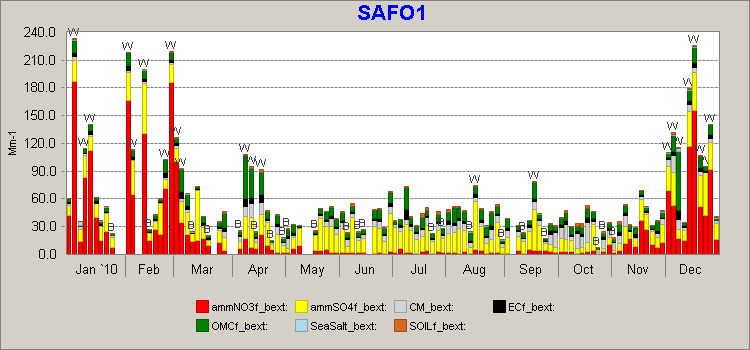 SAFO1
240.0
210.0
180.0
150.0
120.0
90.0
60.0
30.0
0.0
Mm-1
Jan `10 Feb Mar Apr May Jun Jul Aug Sep Oct Nov Dec
ammNO3f_bext: ammSO4f_bext: CM_bext: ECf_bext:
OMCf_bext: SeaSalt_bext: SOILf_bext: